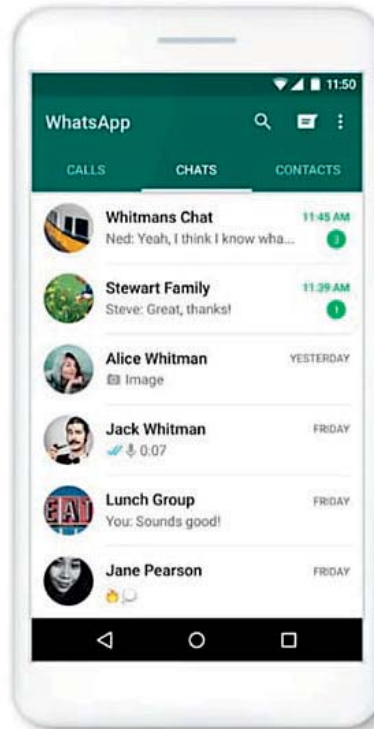 11:50
WhatsApp
CALLS CHATS CONTACTS
Whitmans Chat 11:45 AM
Ned: Yeah, I think I know wha... 3
Stewart Family 11:39 AM
Steve: Great, thanks! 1
Alice Whitman YESTERDAY
Image
Jack Whitman FRIDAY
0:07
EAT
Lunch Group FRIDAY
You: Sounds good!
Jane Pearson FRIDAY